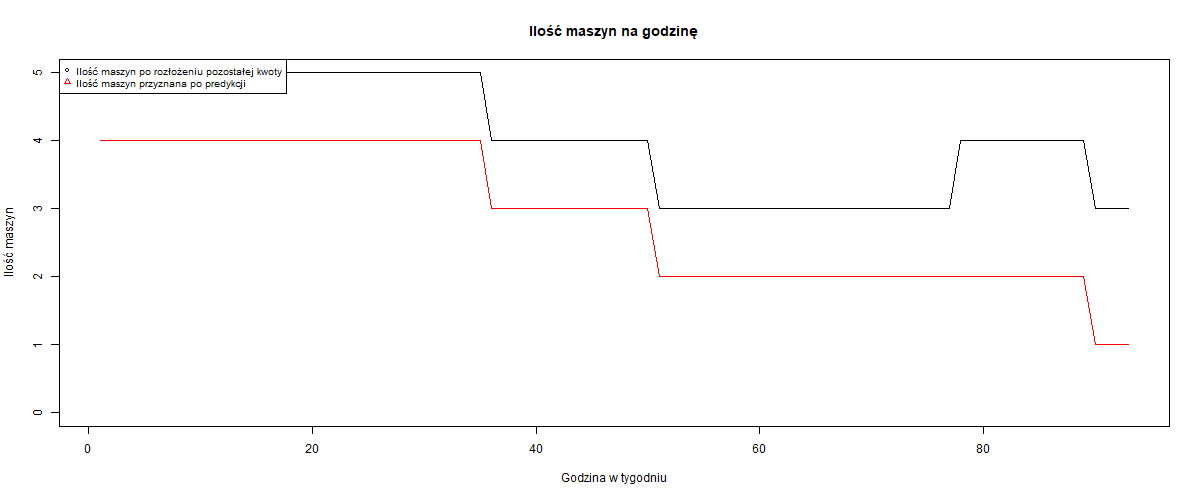 Ilość maszyn na godzinę
Ilość maszyn po rozłożeniu pozostałej kwoty
Ilość maszyn przyznana po predykcji
Ilość maszyn
5
4
3
2
1
0
0 20 40 60 80
Godzina w tygodniu